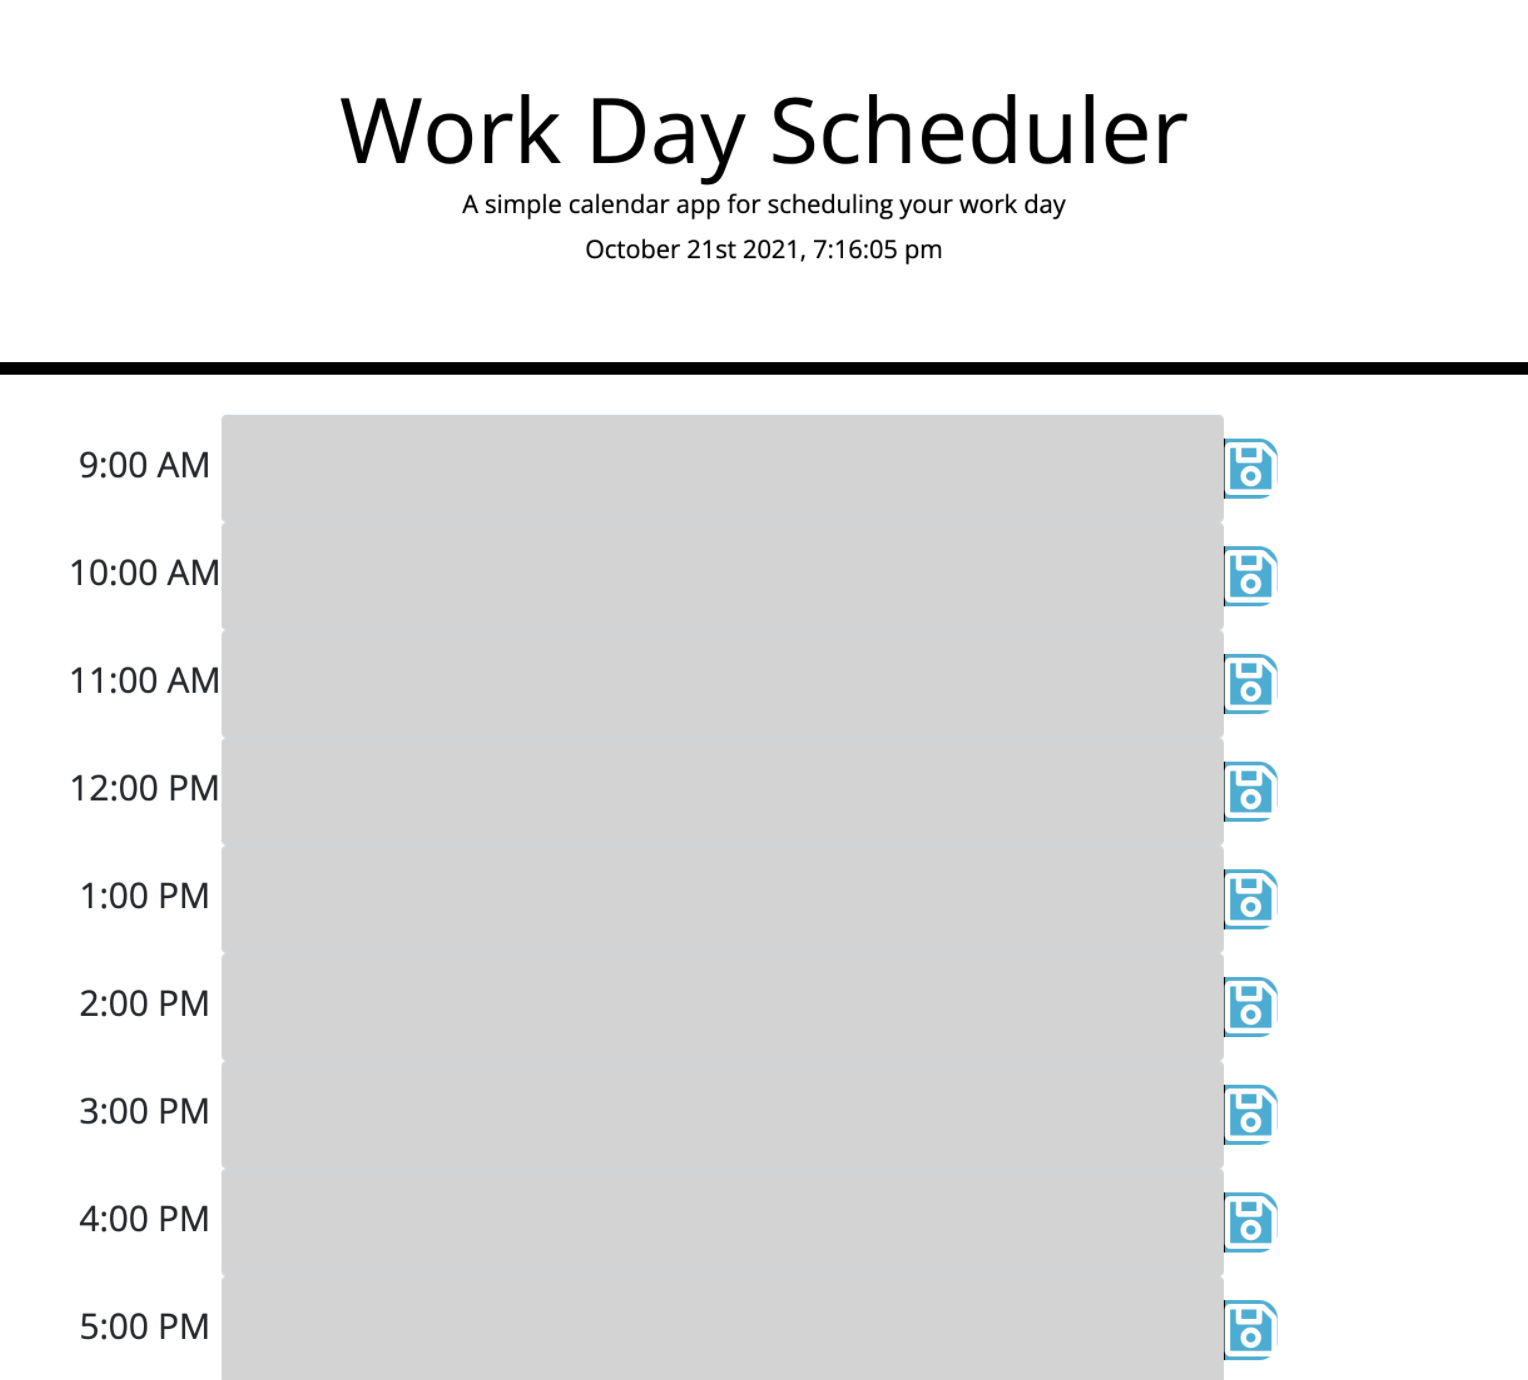 Work Day Scheduler
A simple calendar app for scheduling your work day
October 21st 2021, 7:16:05 pm
9:00 AM
10:00 AM
11:00 AM
12:00 PM
1:00 PM
2:00 PM
3:00 PM
4:00 PM
5:00 PM